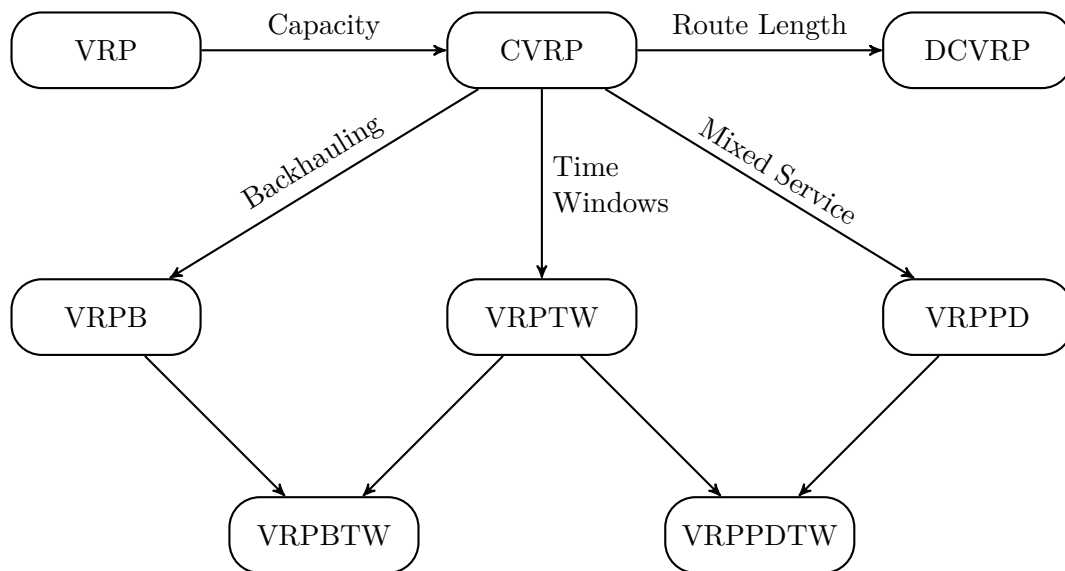 Capacity
Route Length
VRP
CVRP
DCVRP
Backhauling
Time
Windows
Mixed Service
VRPB
VRPTW
VRPPD
VRPBTW
VRPPDTW